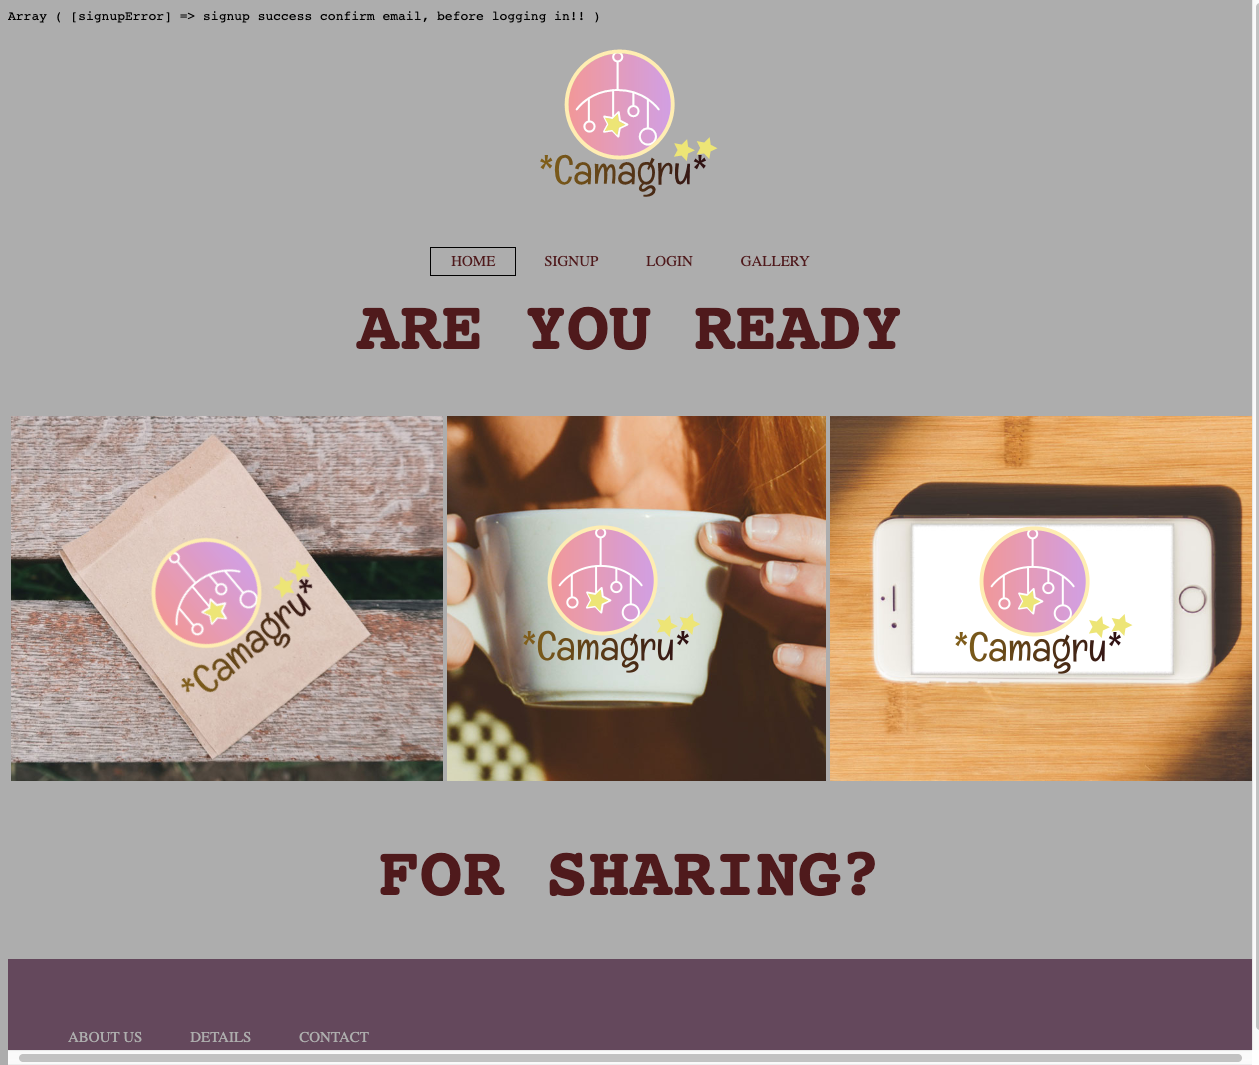 Array ( [signupError] => signup success confirm email, before logging in!! )
*Camagru*
HOME SIGNUP LOGIN GALLERY
ARE YOU READY
*Camagru*
*Camagru*
*Camagru*
FOR SHARING?
ABOUT US DETAILS CONTACT